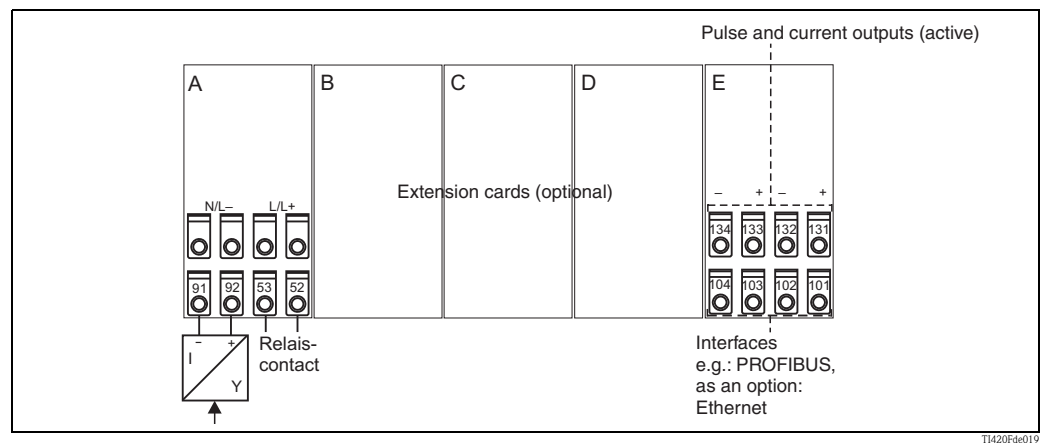 Pulse and current outputs (active)
A
B
C
D
E
Extension cards (optional)
N/L–
L/L+
– + – +
134 133 132 131
91 92 53 52
104 103 102 101
– +
I
Y
Relais-
contact
Interfaces
e.g.: PROFIBUS,
as an option:
Ethernet
TI420Fde019